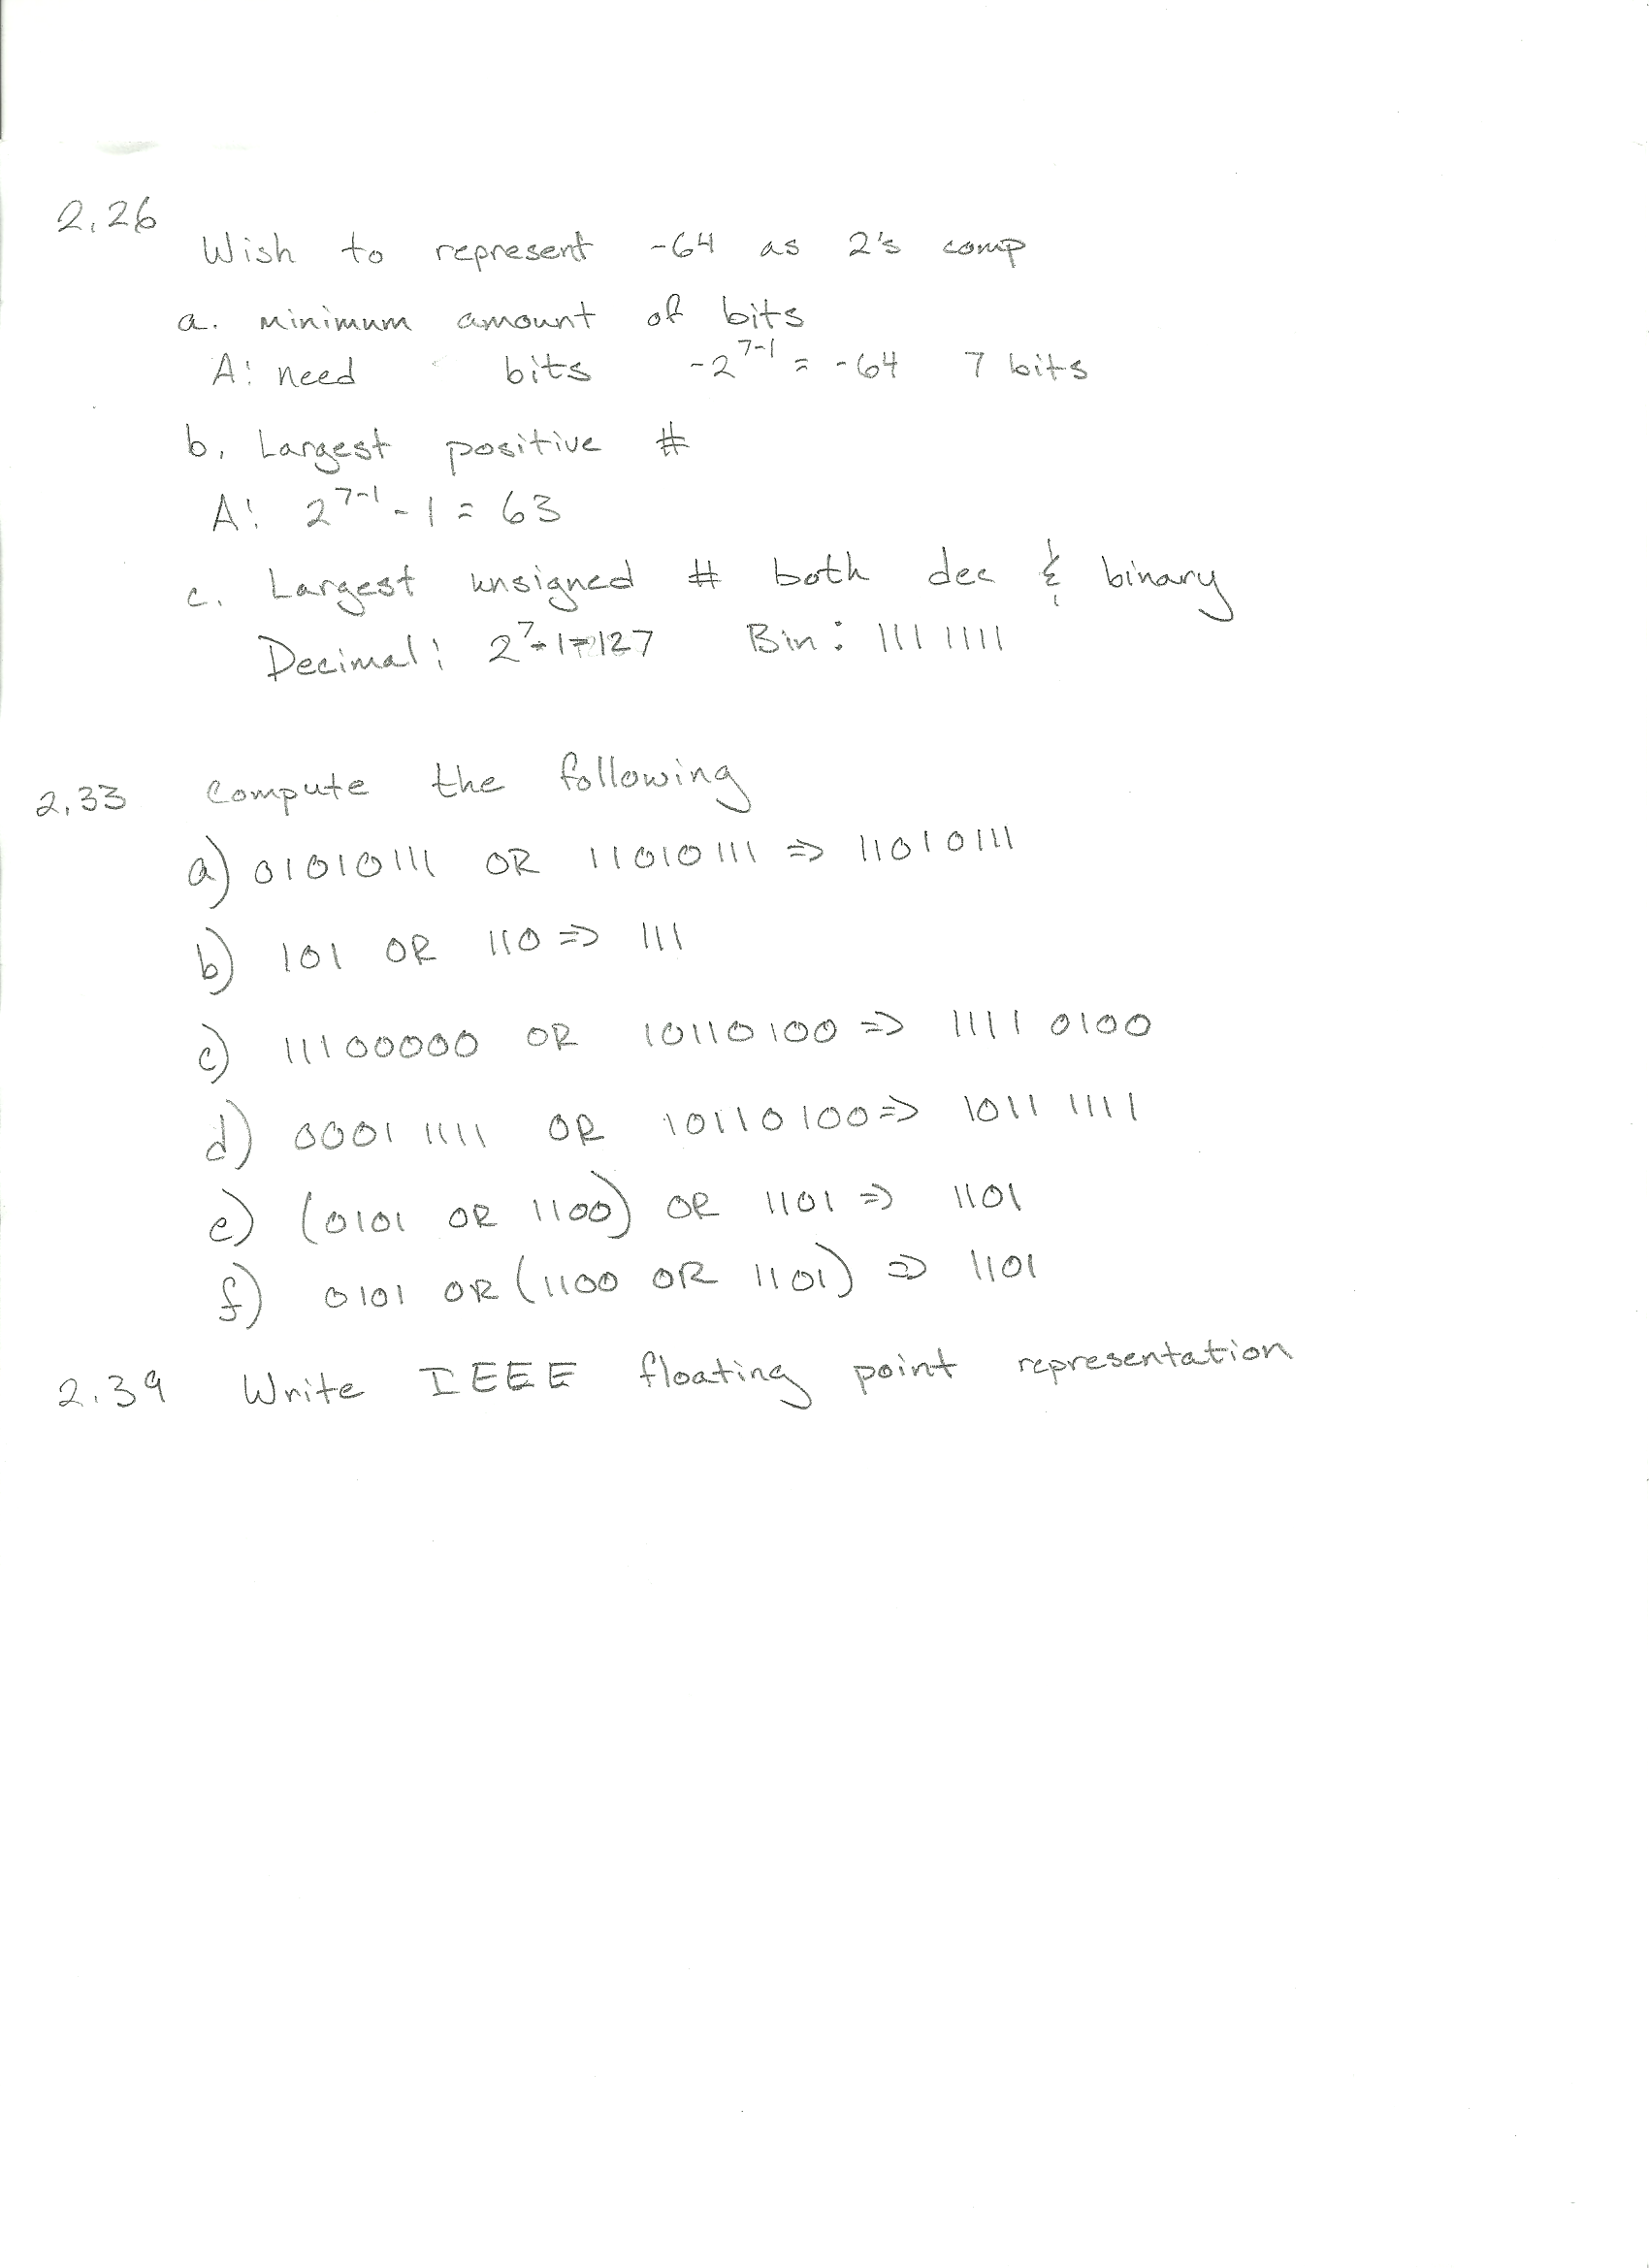 2.26
Wish to represent -64 as 2's comp
a. minimum amount of bits
A: need bits -2^7-1 = -64 7 bits
b. Largest positive #
A: 2^7-1 - 1 = 63
c. Largest unsigned # both dec & binary
Decimal: 2^7-1=127 Bin: 111 1111
2.33 Compute the following
a) 01010111 OR 11010111 => 11010111
b) 101 OR 110 => 111
c) 11100000 OR 10110100 => 1111 0100
d) 0001 1111 OR 10110100 => 1011 1111
e) (0101 OR 1100) OR 1101 => 1101
f) 0101 OR (1100 OR 1101) => 1101
2.39 Write IEEE floating point representation